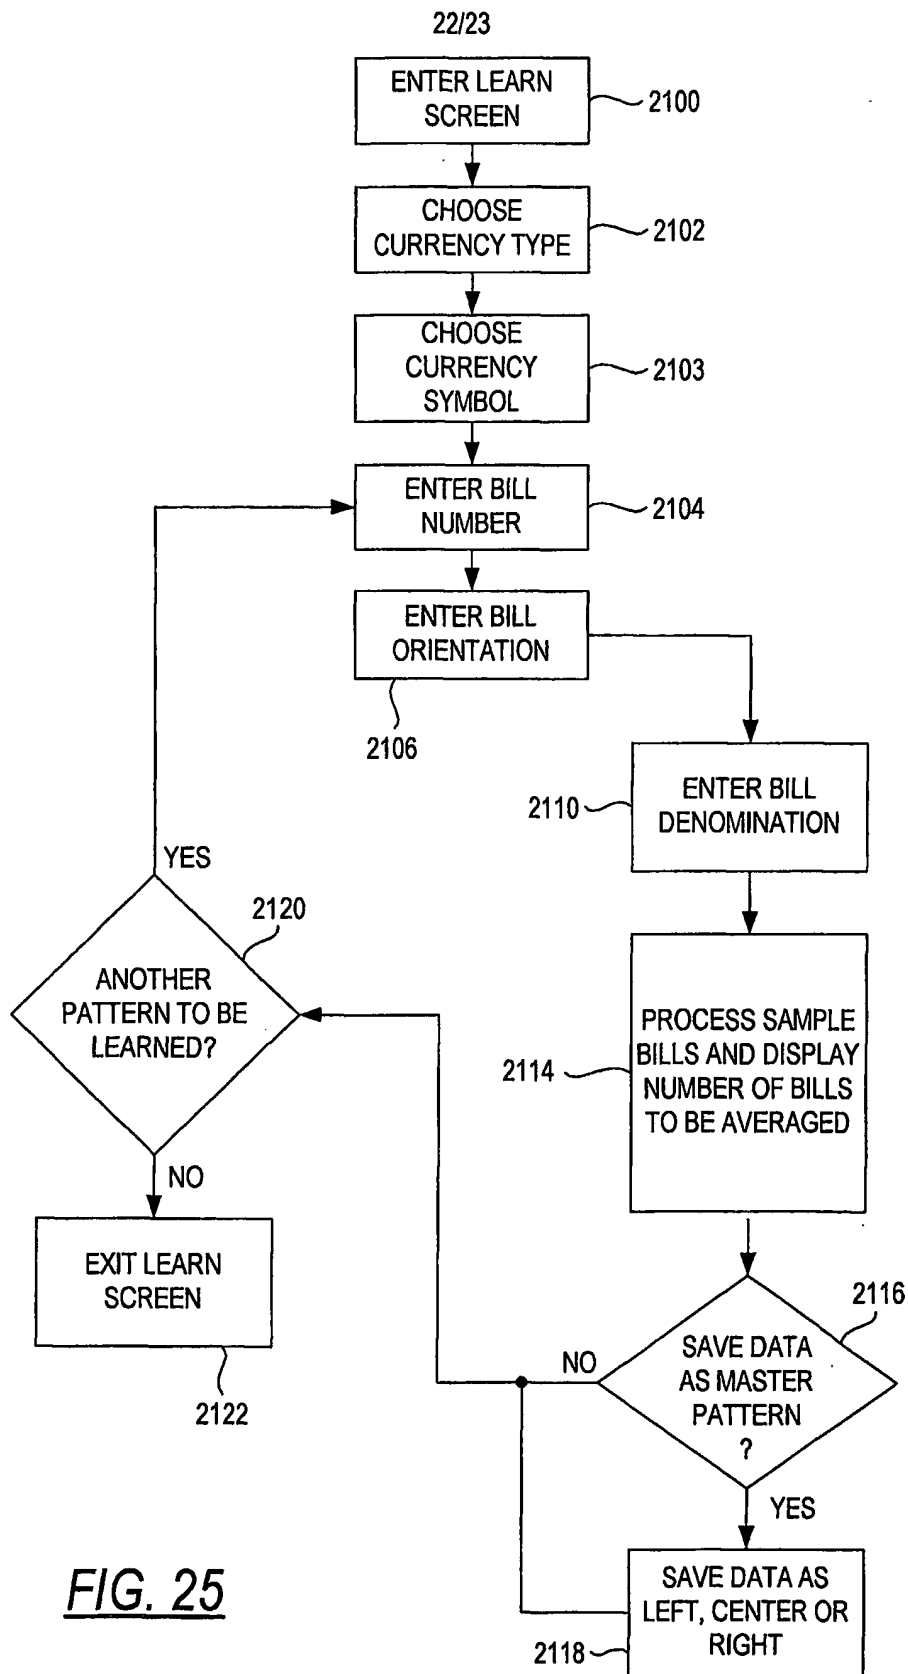 22/23
ENTER LEARN
SCREEN
2100
CHOOSE
CURRENCY TYPE
2102
CHOOSE
CURRENCY
SYMBOL
2103
ENTER BILL
NUMBER
2104
ENTER BILL
ORIENTATION
2106
ENTER BILL
DENOMINATION
2110
PROCESS SAMPLE
BILLS AND DISPLAY
NUMBER OF BILLS
TO BE AVERAGED
2114
SAVE DATA
AS MASTER
PATTERN
?
2116
NO
YES
SAVE DATA AS
LEFT, CENTER OR
RIGHT
2118
ANOTHER
PATTERN TO BE
LEARNED?
2120
YES
NO
EXIT LEARN
SCREEN
2122
FIG. 25